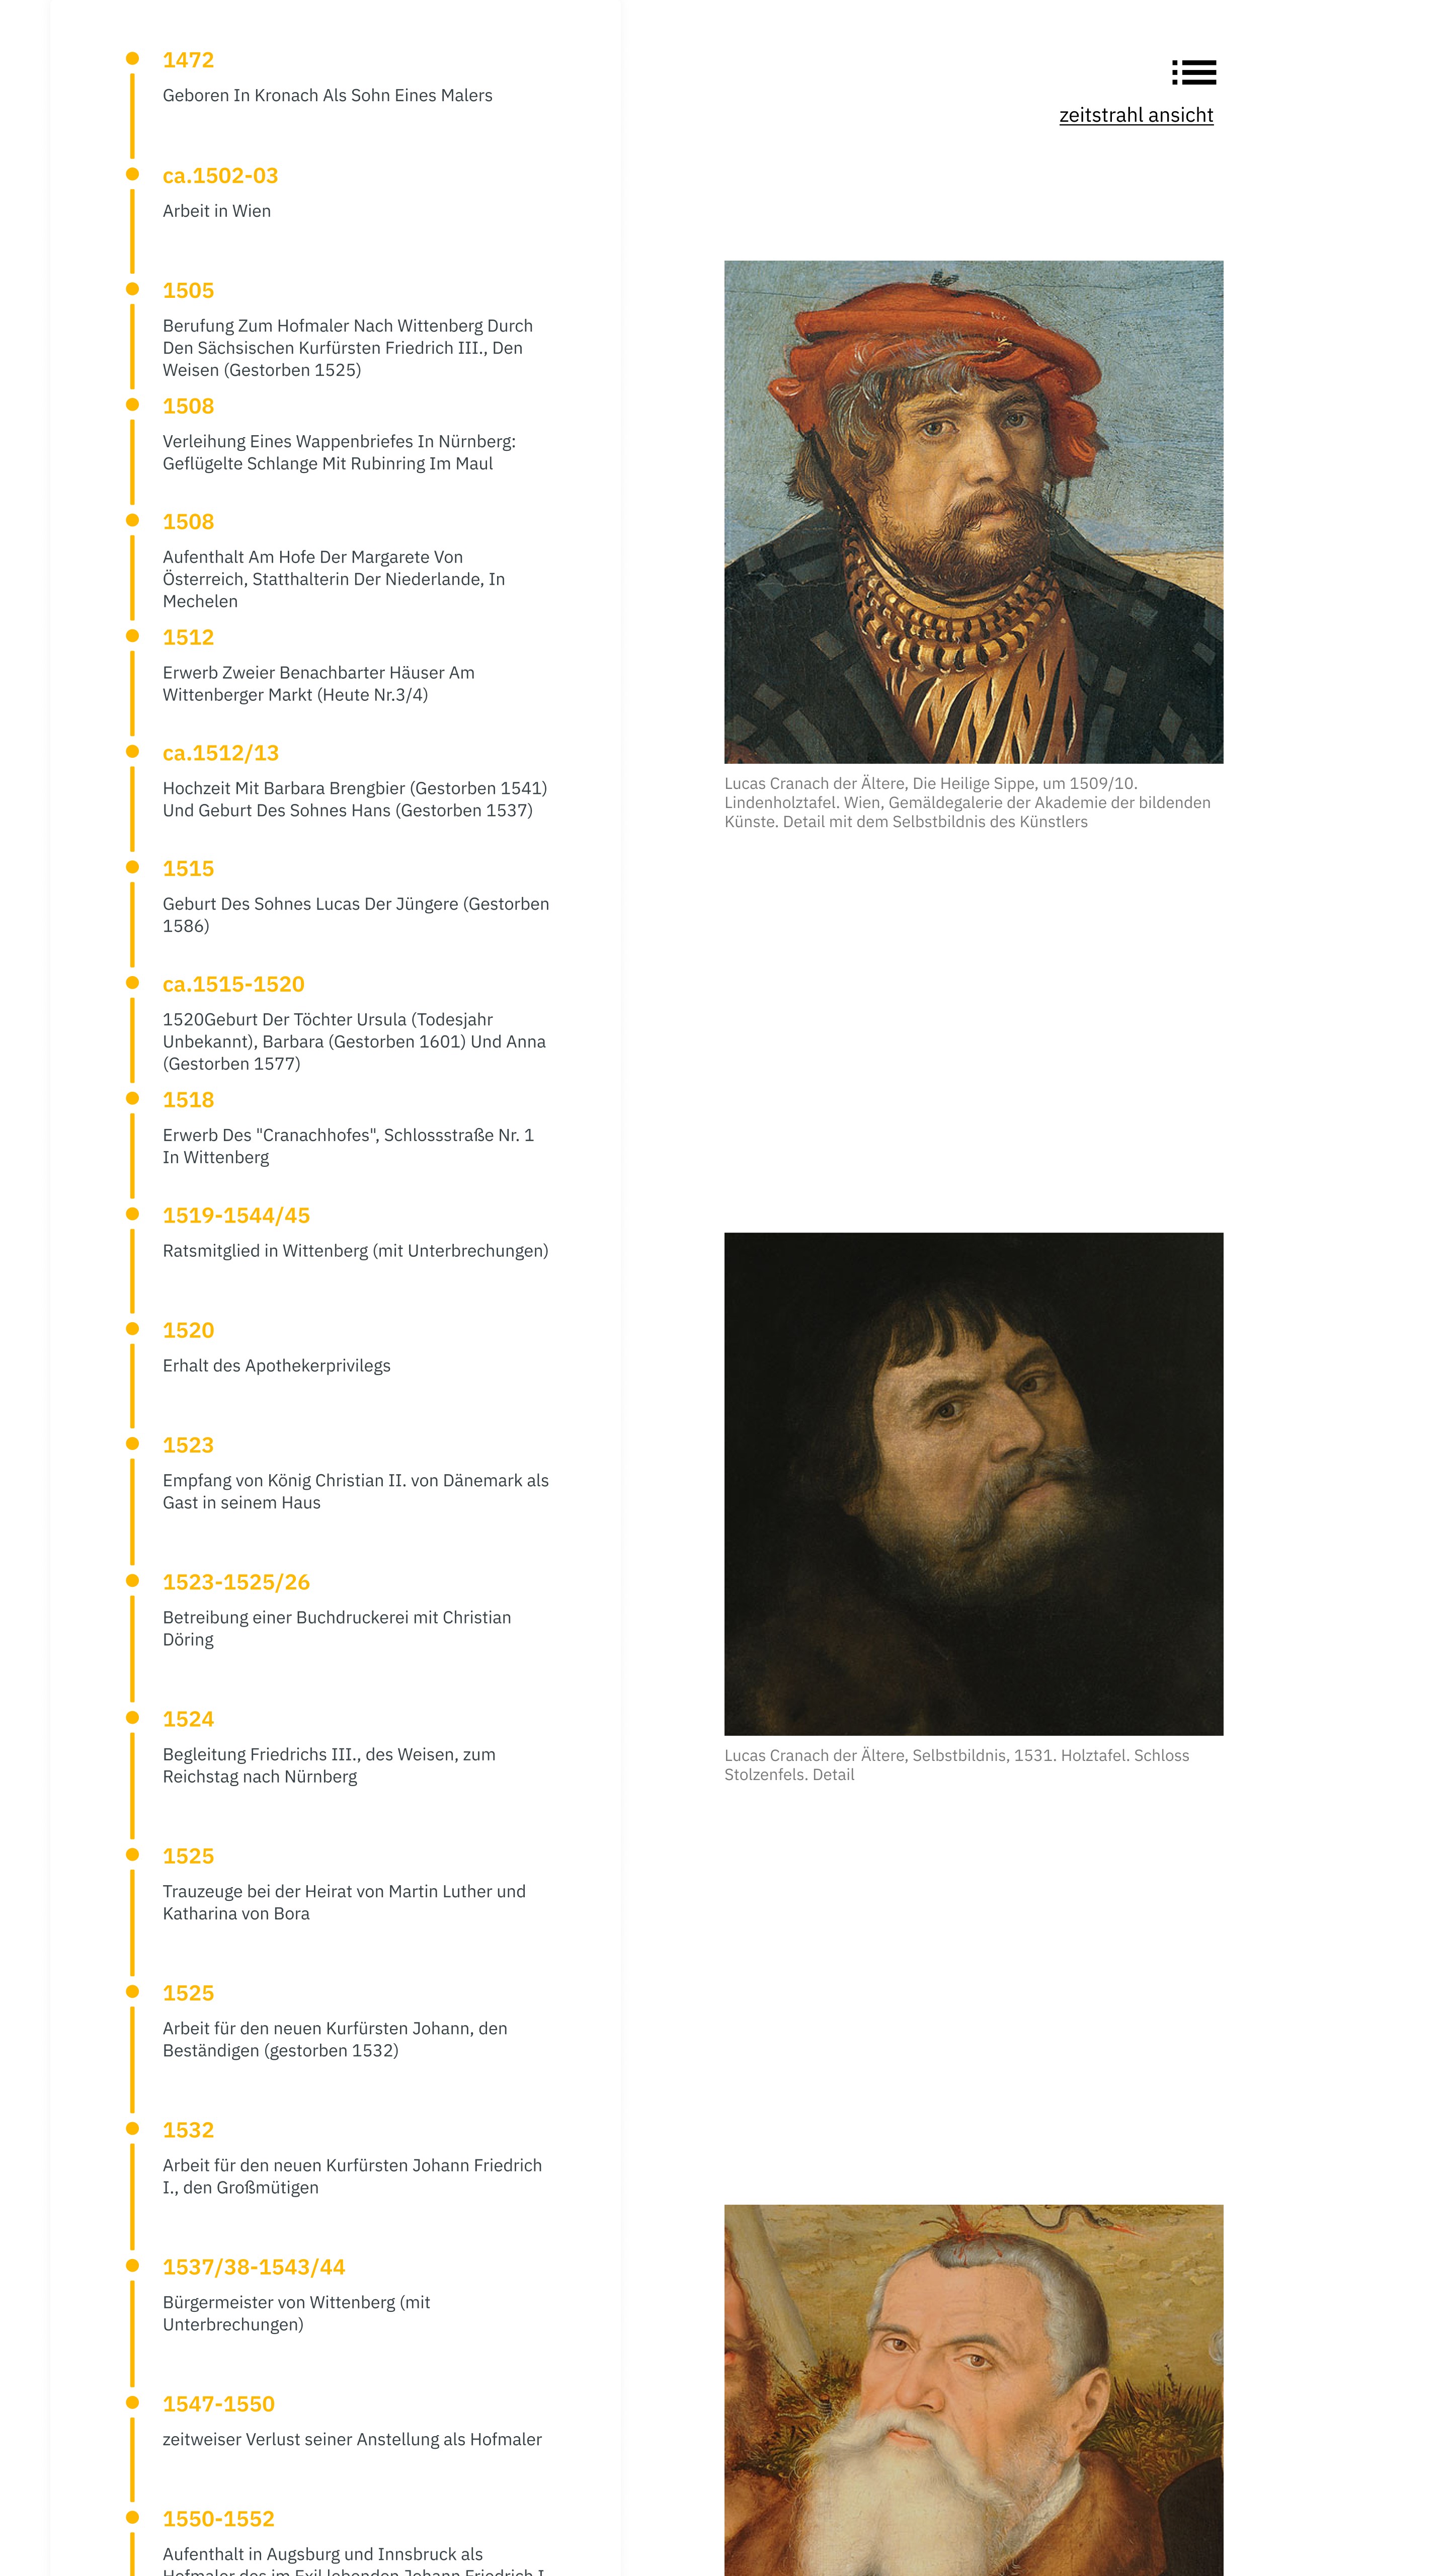 1472
Geboren In Kronach Als Sohn Eines Malers
ca.1502-03
Arbeit in Wien
1505
Berufung Zum Hofmaler Nach Wittenberg Durch
Den Sächsischen Kurfürsten Friedrich III., Den
Weisen (Gestorben 1525)
1508
Verleihung Eines Wappenbriefes In Nürnberg:
Geflügelte Schlange Mit Rubinring Im Maul
1508
Aufenthalt Am Hofe Der Margarete Von
Österreich, Statthalterin Der Niederlande, In
Mechelen
1512
Erwerb Zweier Benachbarter Häuser Am
Wittenberger Markt (Heute Nr.3/4)
ca.1512/13
Hochzeit Mit Barbara Brengbier (Gestorben 1541)
Und Geburt Des Sohnes Hans (Gestorben 1537)
1515
Geburt Des Sohnes Lucas Der Jüngere (Gestorben
1586)
ca.1515-1520
1520Geburt Der Töchter Ursula (Todesjahr
Unbekannt), Barbara (Gestorben 1601) Und Anna
(Gestorben 1577)
1518
Erwerb Des "Cranachhofes", Schlossstraße Nr. 1
In Wittenberg
1519-1544/45
Ratsmitglied in Wittenberg (mit Unterbrechungen)
1520
Erhalt des Apothekerprivilegs
1523
Empfang von König Christian II. von Dänemark als
Gast in seinem Haus
1523-1525/26
Betreibung einer Buchdruckerei mit Christian
Döring
1524
Begleitung Friedrichs III., des Weisen, zum
Reichstag nach Nürnberg
1525
Trauzeuge bei der Heirat von Martin Luther und
Katharina von Bora
1525
Arbeit für den neuen Kurfürsten Johann, den
Beständigen (gestorben 1532)
1532
Arbeit für den neuen Kurfürsten Johann Friedrich
I., den Großmütigen
1537/38-1543/44
Bürgermeister von Wittenberg (mit
Unterbrechungen)
1547-1550
zeitweiser Verlust seiner Anstellung als Hofmaler
1550-1552
Aufenthalt in Augsburg und Innsbruck als
Hofmaler des im Exil lebenden Johann Friedrich I.
zeitstrahl ansicht
Lucas Cranach der Ältere, Die Heilige Sippe, um 1509/10.
Lindenholztafel. Wien, Gemäldegalerie der Akademie der bildenden
Künste. Detail mit dem Selbstbildnis des Künstlers
Lucas Cranach der Ältere, Selbstbildnis, 1531. Holztafel. Schloss
Stolzenfels. Detail